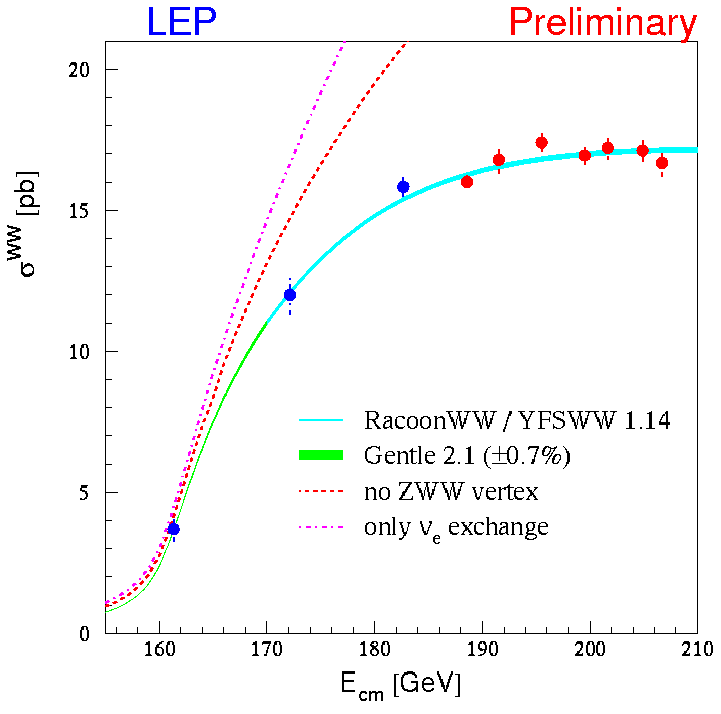 LEP Preliminary
σ^WW [pb]
20
15
10
5
0
RacoonWW / YFSWW 1.14
Gentle 2.1 (±0.7%)
no ZWW vertex
only ν_e exchange
160 170 180 190 200 210
E_cm [GeV]